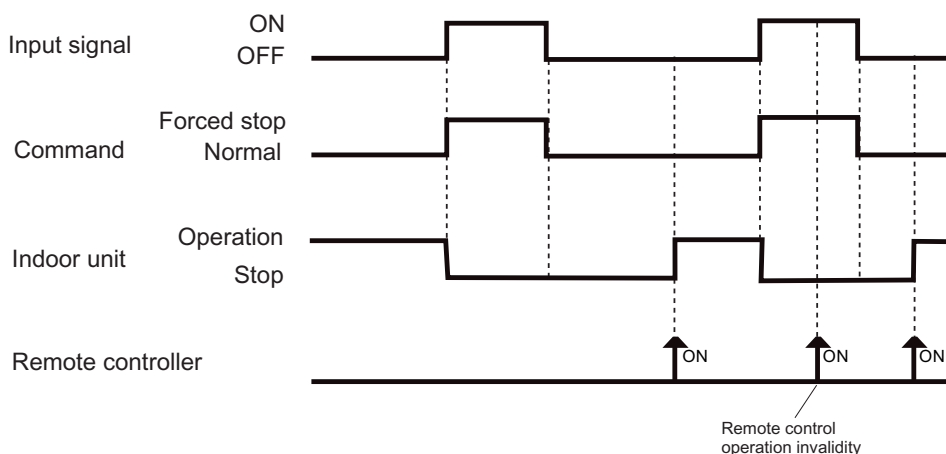 Input signal
ON
OFF
Command
Forced stop
Normal
Indoor unit
Operation
Stop
Remote controller
ON
ON
ON
Remote control
operation invalidity